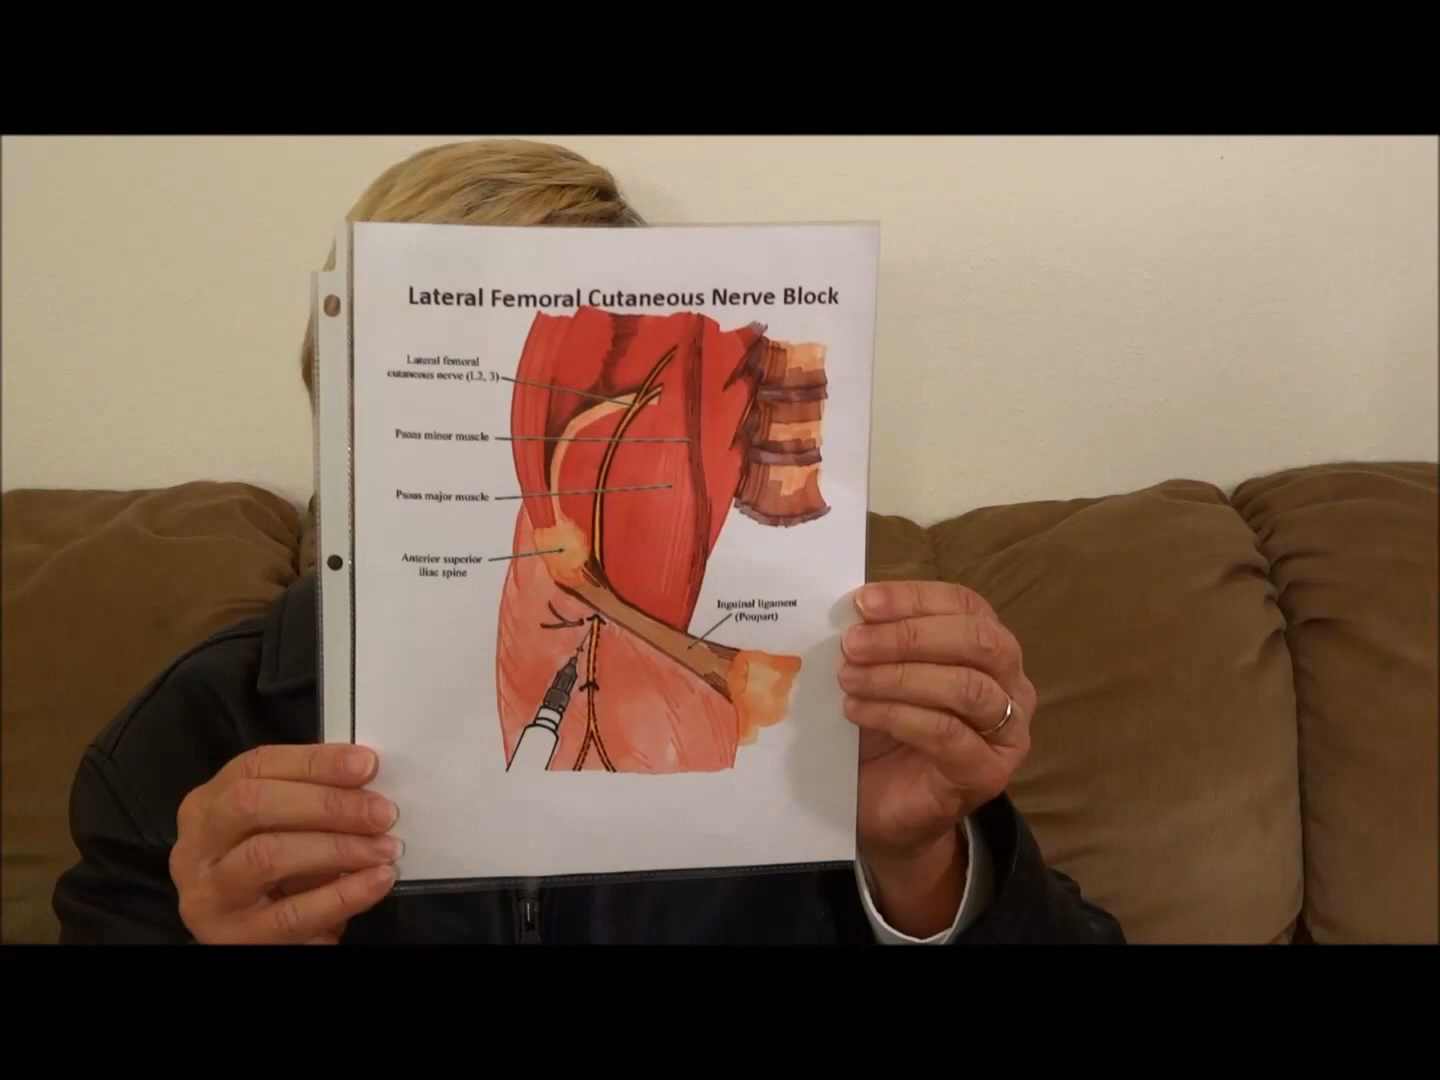 Lateral Femoral Cutaneous Nerve Block
Lateral femoral
cutaneous nerve (L2, 3)
Psoas minor muscle
Psoas major muscle
Anterior superior
iliac spine
Inguinal ligament
(Poupart)